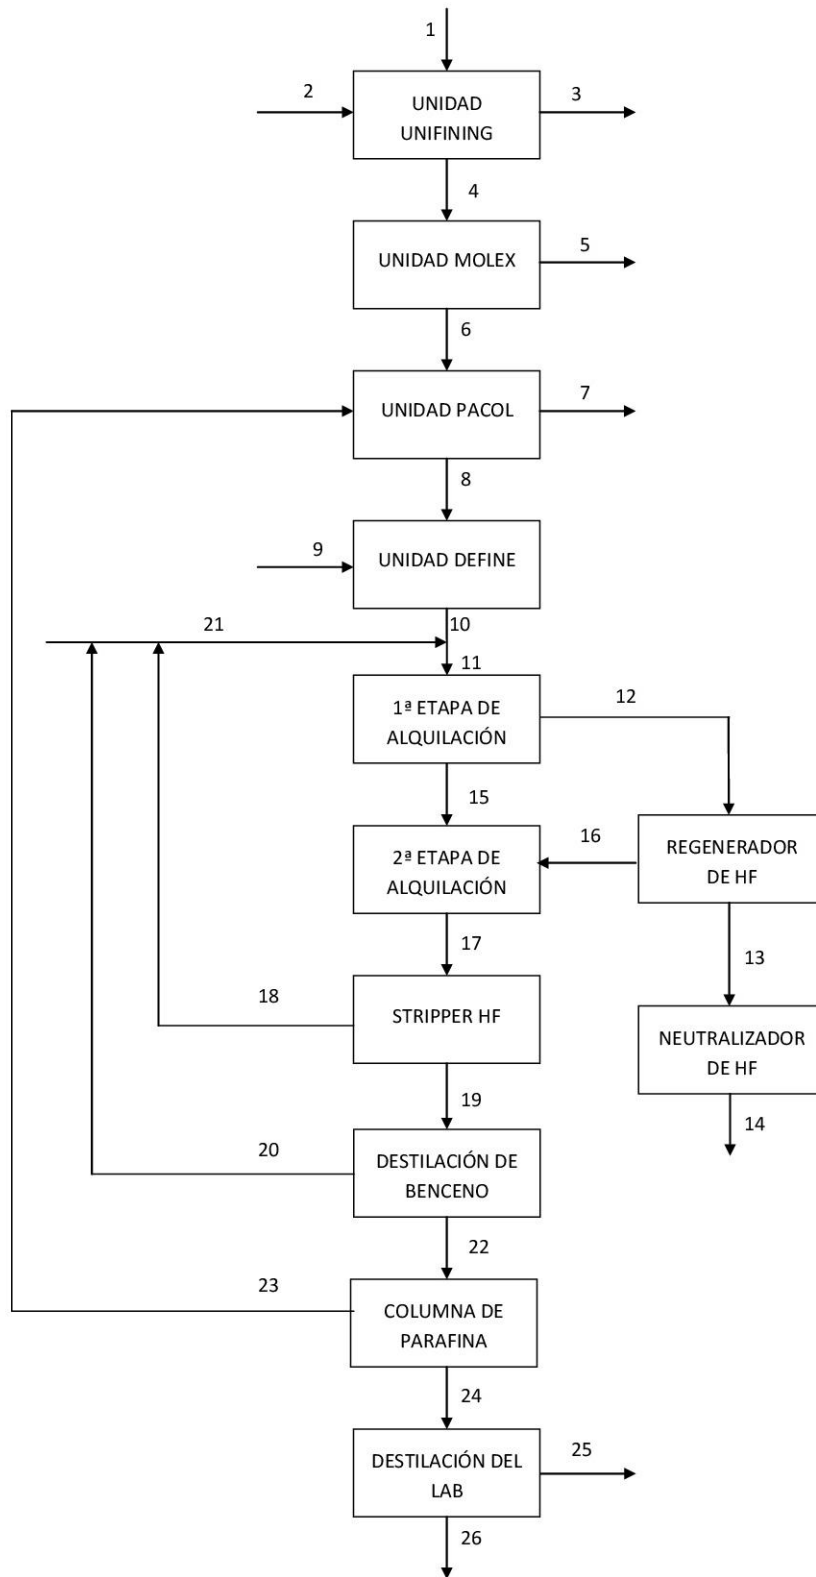 1
2
UNIDAD
UNIFINING
3
4
UNIDAD MOLEX
5
6
UNIDAD PACOL
7
8
9
UNIDAD DEFINE
21
10
11
1ª ETAPA DE
ALQUILACIÓN
12
15
2ª ETAPA DE
ALQUILACIÓN
16
REGENERADOR
DE HF
17
13
18
STRIPPER HF
NEUTRALIZADOR
DE HF
19
14
20
DESTILACIÓN DE
BENCENO
22
23
COLUMNA DE
PARAFINA
24
DESTILACIÓN DEL
LAB
25
26